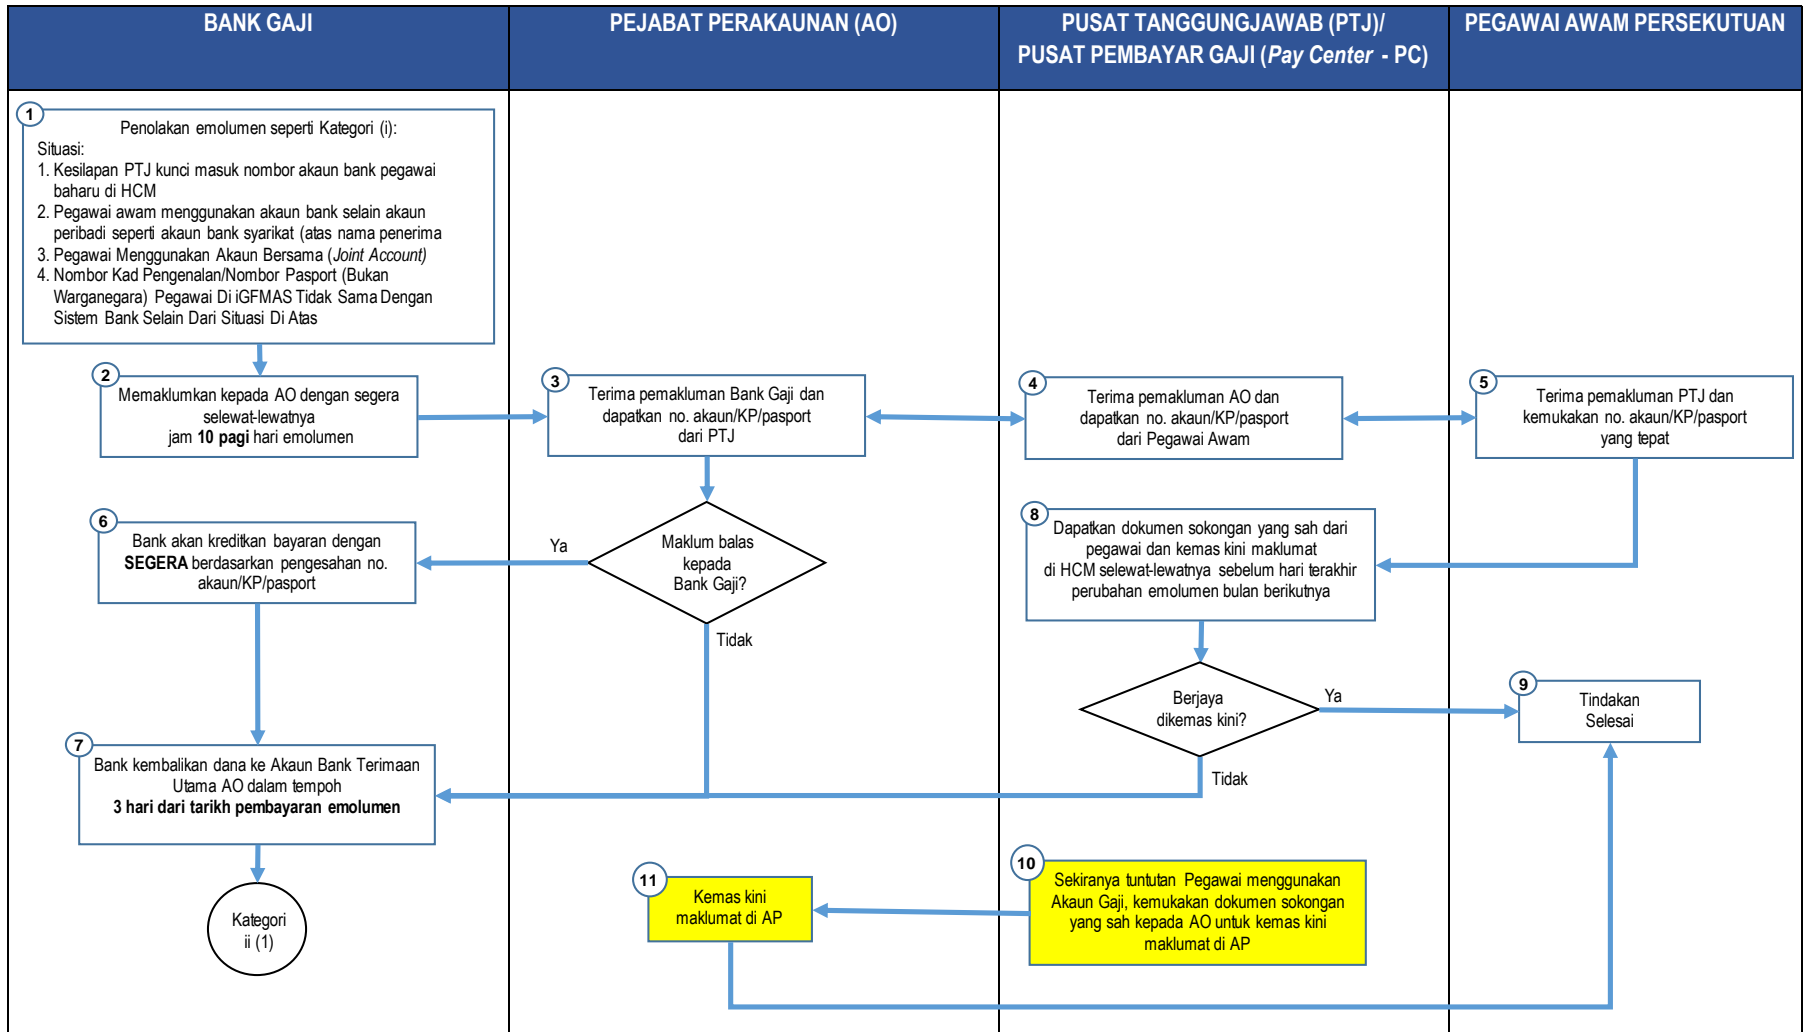 BANK GAJI
PEJABAT PERAKAUNAN (AO)
PUSAT TANGGUNGJAWAB (PTJ)/
PUSAT PEMBAYAR GAJI (Pay Center - PC)
PEGAWAI AWAM PERSEKUTUAN
1
Penolakan emolumen seperti Kategori (i):
Situasi:
1. Kesilapan PTJ kunci masuk nombor akaun bank pegawai
baharu di HCM
2. Pegawai awam menggunakan akaun bank selain akaun
peribadi seperti akaun bank syarikat (atas nama penerima
3. Pegawai Menggunakan Akaun Bersama (Joint Account)
4. Nombor Kad Pengenalan/Nombor Pasport (Bukan
Warganegara) Pegawai Di iGFMAS Tidak Sama Dengan
Sistem Bank Selain Dari Situasi Di Atas
2
Memaklumkan kepada AO dengan segera
selewat-lewatnya
jam 10 pagi hari emolumen
3
Terima pemakluman Bank Gaji dan
dapatkan no. akaun/KP/pasport
dari PTJ
4
Terima pemakluman AO dan
dapatkan no. akaun/KP/pasport
dari Pegawai Awam
5
Terima pemakluman PTJ dan
kemukakan no. akaun/KP/pasport
yang tepat
6
Bank akan kreditkan bayaran dengan
SEGERA berdasarkan pengesahan no.
akaun/KP/pasport
Ya
Maklum balas
kepada
Bank Gaji?
Tidak
8
Dapatkan dokumen sokongan yang sah dari
pegawai dan kemas kini maklumat
di HCM selewat-lewatnya sebelum hari terakhir
perubahan emolumen bulan berikutnya
Berjaya
dikemas kini?
Ya
Tidak
9
Tindakan
Selesai
7
Bank kembalikan dana ke Akaun Bank Terimaan
Utama AO dalam tempoh
3 hari dari tarikh pembayaran emolumen
Kategori
ii (1)
11
Kemas kini
maklumat di AP
10
Sekiranya tuntutan Pegawai menggunakan
Akaun Gaji, kemukakan dokumen sokongan
yang sah kepada AO untuk kemas kini
maklumat di AP